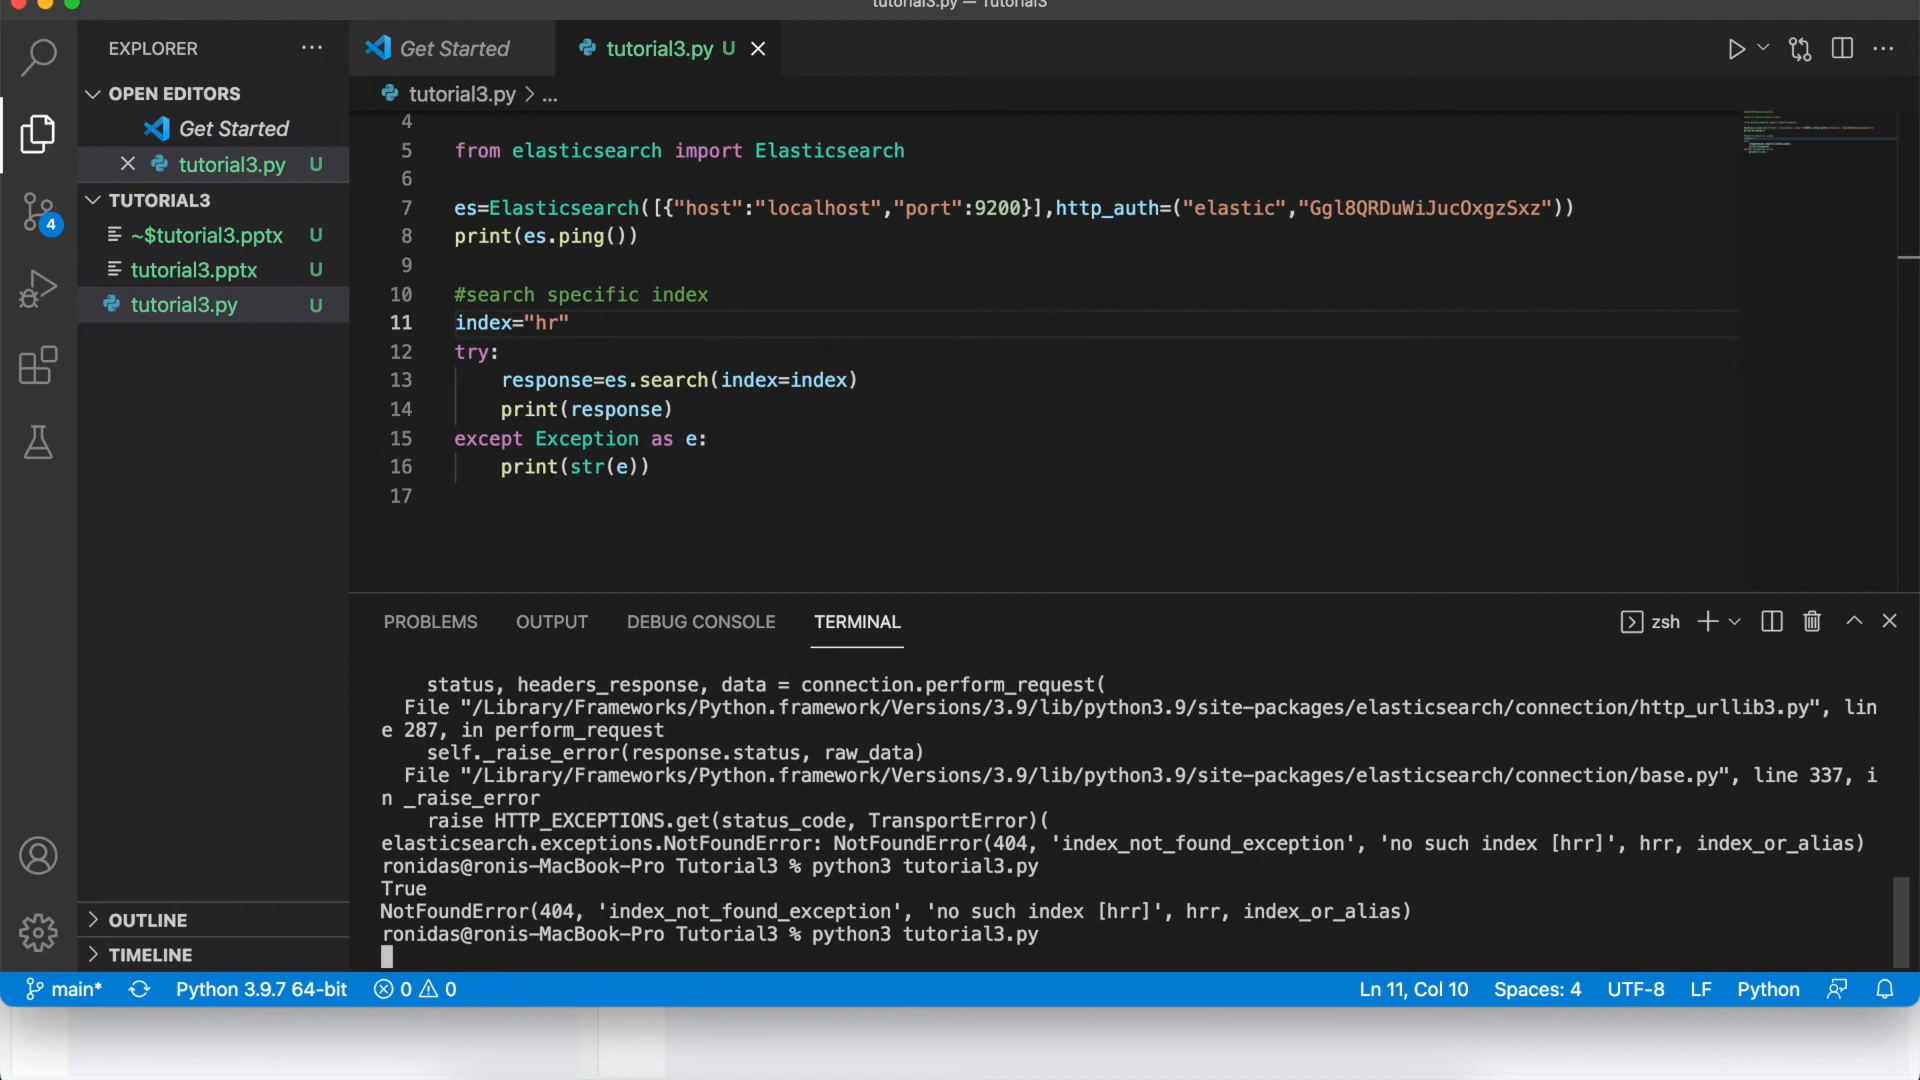 tutorial3.py — Tutorial3
EXPLORER
Get Started
tutorial3.py U
OPEN EDITORS
Get Started
tutorial3.py U
TUTORIAL3
~$tutorial3.pptx U
tutorial3.pptx U
tutorial3.py U
4
OUTLINE
TIMELINE
tutorial3.py > ...
4
5 from elasticsearch import Elasticsearch
6
7 es=Elasticsearch([{"host":"localhost","port":9200}],http_auth=("elastic","Ggl8QRDuWiJucOxgzSxz"))
8 print(es.ping())
9
10 #search specific index
11 index="hr"
12 try:
13 response=es.search(index=index)
14 print(response)
15 except Exception as e:
16 print(str(e))
17
PROBLEMS OUTPUT DEBUG CONSOLE TERMINAL
zsh
status, headers_response, data = connection.perform_request(
File "/Library/Frameworks/Python.framework/Versions/3.9/lib/python3.9/site-packages/elasticsearch/connection/http_urllib3.py", lin
e 287, in perform_request
self._raise_error(response.status, raw_data)
File "/Library/Frameworks/Python.framework/Versions/3.9/lib/python3.9/site-packages/elasticsearch/connection/base.py", line 337, i
n _raise_error
raise HTTP_EXCEPTIONS.get(status_code, TransportError)(
elasticsearch.exceptions.NotFoundError: NotFoundError(404, 'index_not_found_exception', 'no such index [hrr]', hrr, index_or_alias)
ronidas@ronis-MacBook-Pro Tutorial3 % python3 tutorial3.py
True
NotFoundError(404, 'index_not_found_exception', 'no such index [hrr]', hrr, index_or_alias)
ronidas@ronis-MacBook-Pro Tutorial3 % python3 tutorial3.py
main* Python 3.9.7 64-bit 0 0 Ln 11, Col 10 Spaces: 4 UTF-8 LF Python